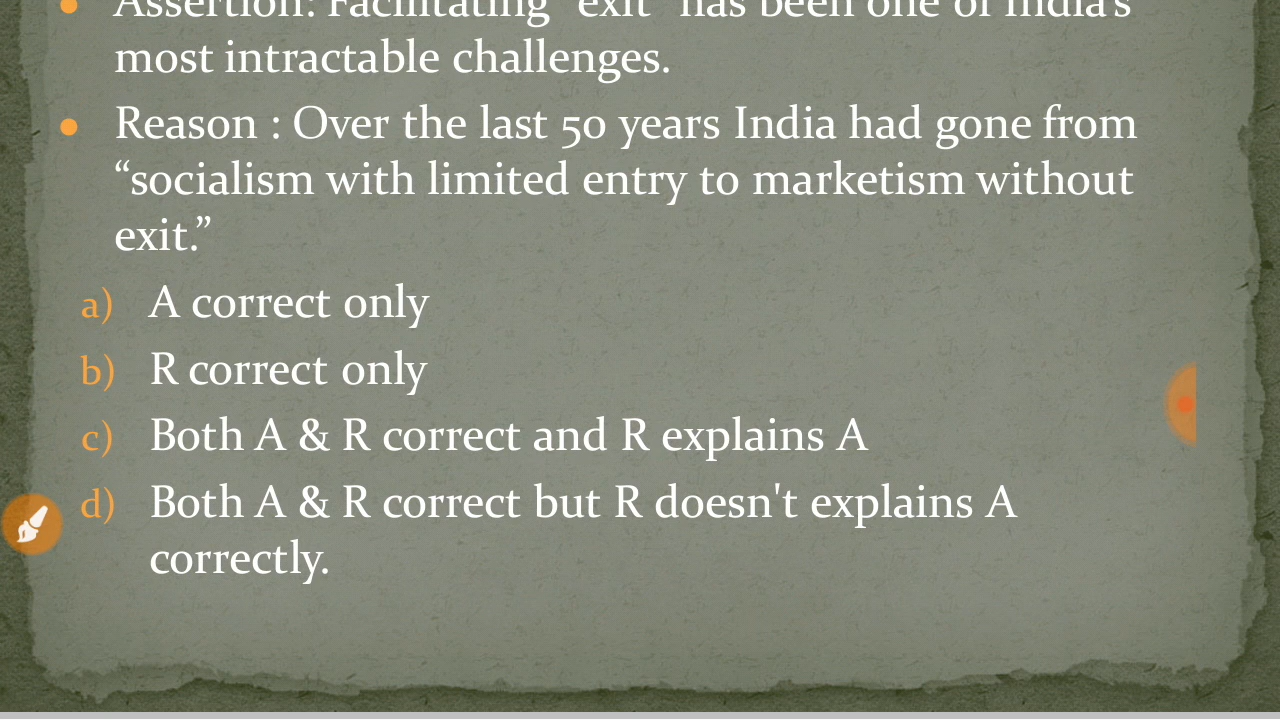 Assertion: Facilitating "exit" has been one of India's
most intractable challenges.
Reason : Over the last 50 years India had gone from
“socialism with limited entry to marketism without
exit.”
a) A correct only
b) R correct only
c) Both A & R correct and R explains A
d) Both A & R correct but R doesn't explains A
correctly.